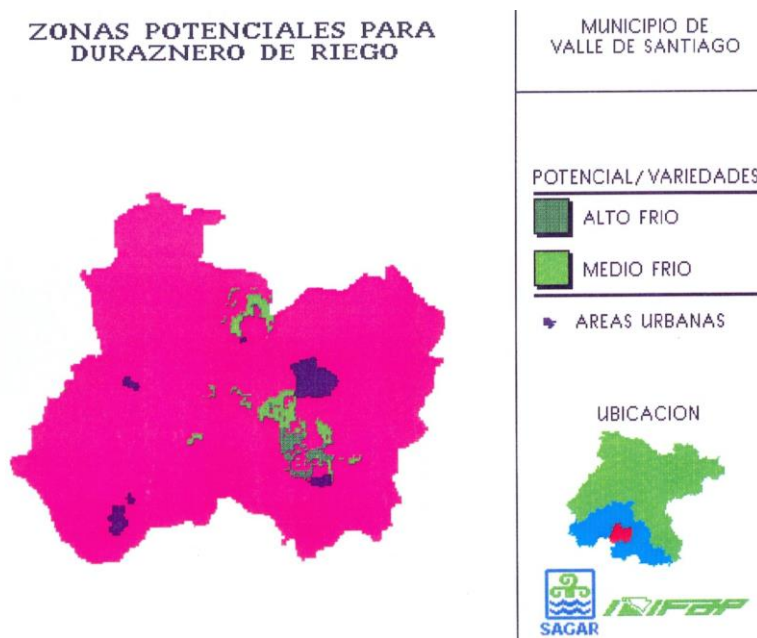 ZONAS POTENCIALES PARA
DURAZNERO DE RIEGO
MUNICIPIO DE
VALLE DE SANTIAGO
POTENCIAL/VARIEDADES
ALTO FRIO
MEDIO FRIO
AREAS URBANAS
UBICACION
SAGAR
INIFAP